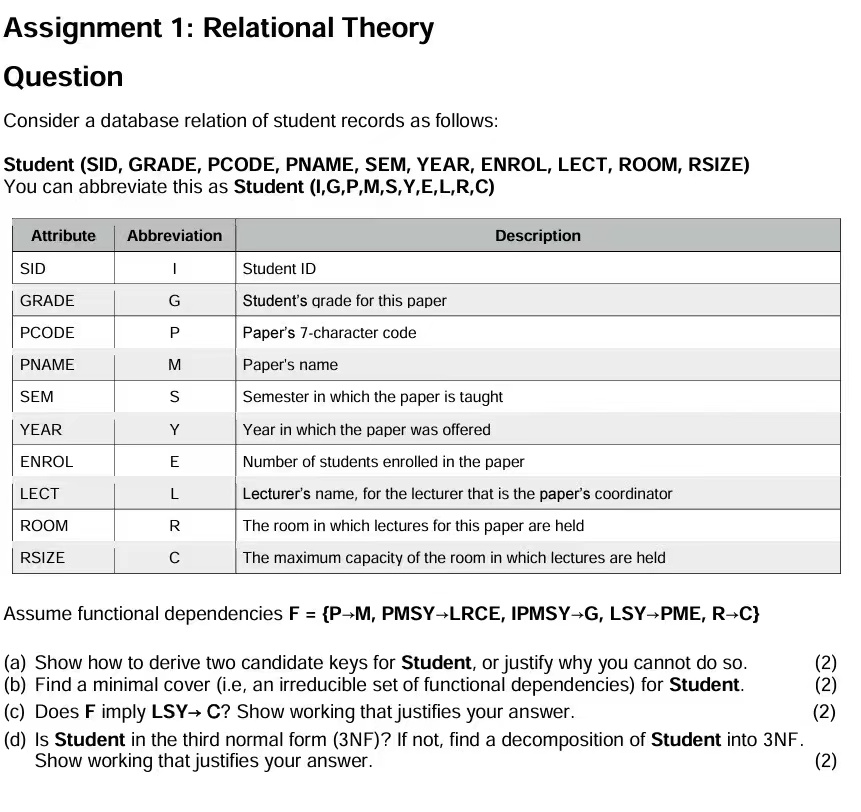 Assignment 1: Relational Theory
Question
Consider a database relation of student records as follows:
Student (SID, GRADE, PCODE, PNAME, SEM, YEAR, ENROL, LECT, ROOM, RSIZE)
You can abbreviate this as Student (I,G,P,M,S,Y,E,L,R,C)
Attribute Abbreviation Description
SID I Student ID
GRADE G Student's grade for this paper
PCODE P Paper's 7-character code
PNAME M Paper's name
SEM S Semester in which the paper is taught
YEAR Y Year in which the paper was offered
ENROL E Number of students enrolled in the paper
LECT L Lecturer's name, for the lecturer that is the paper's coordinator
ROOM R The room in which lectures for this paper are held
RSIZE C The maximum capacity of the room in which lectures are held
Assume functional dependencies F = {P→M, PMSY→LRCE, IPMSY→G, LSY→PME, R→C}
(a) Show how to derive two candidate keys for Student, or justify why you cannot do so. (2)
(b) Find a minimal cover (i.e, an irreducible set of functional dependencies) for Student. (2)
(c) Does F imply LSY→ C? Show working that justifies your answer. (2)
(d) Is Student in the third normal form (3NF)? If not, find a decomposition of Student into 3NF.
Show working that justifies your answer. (2)